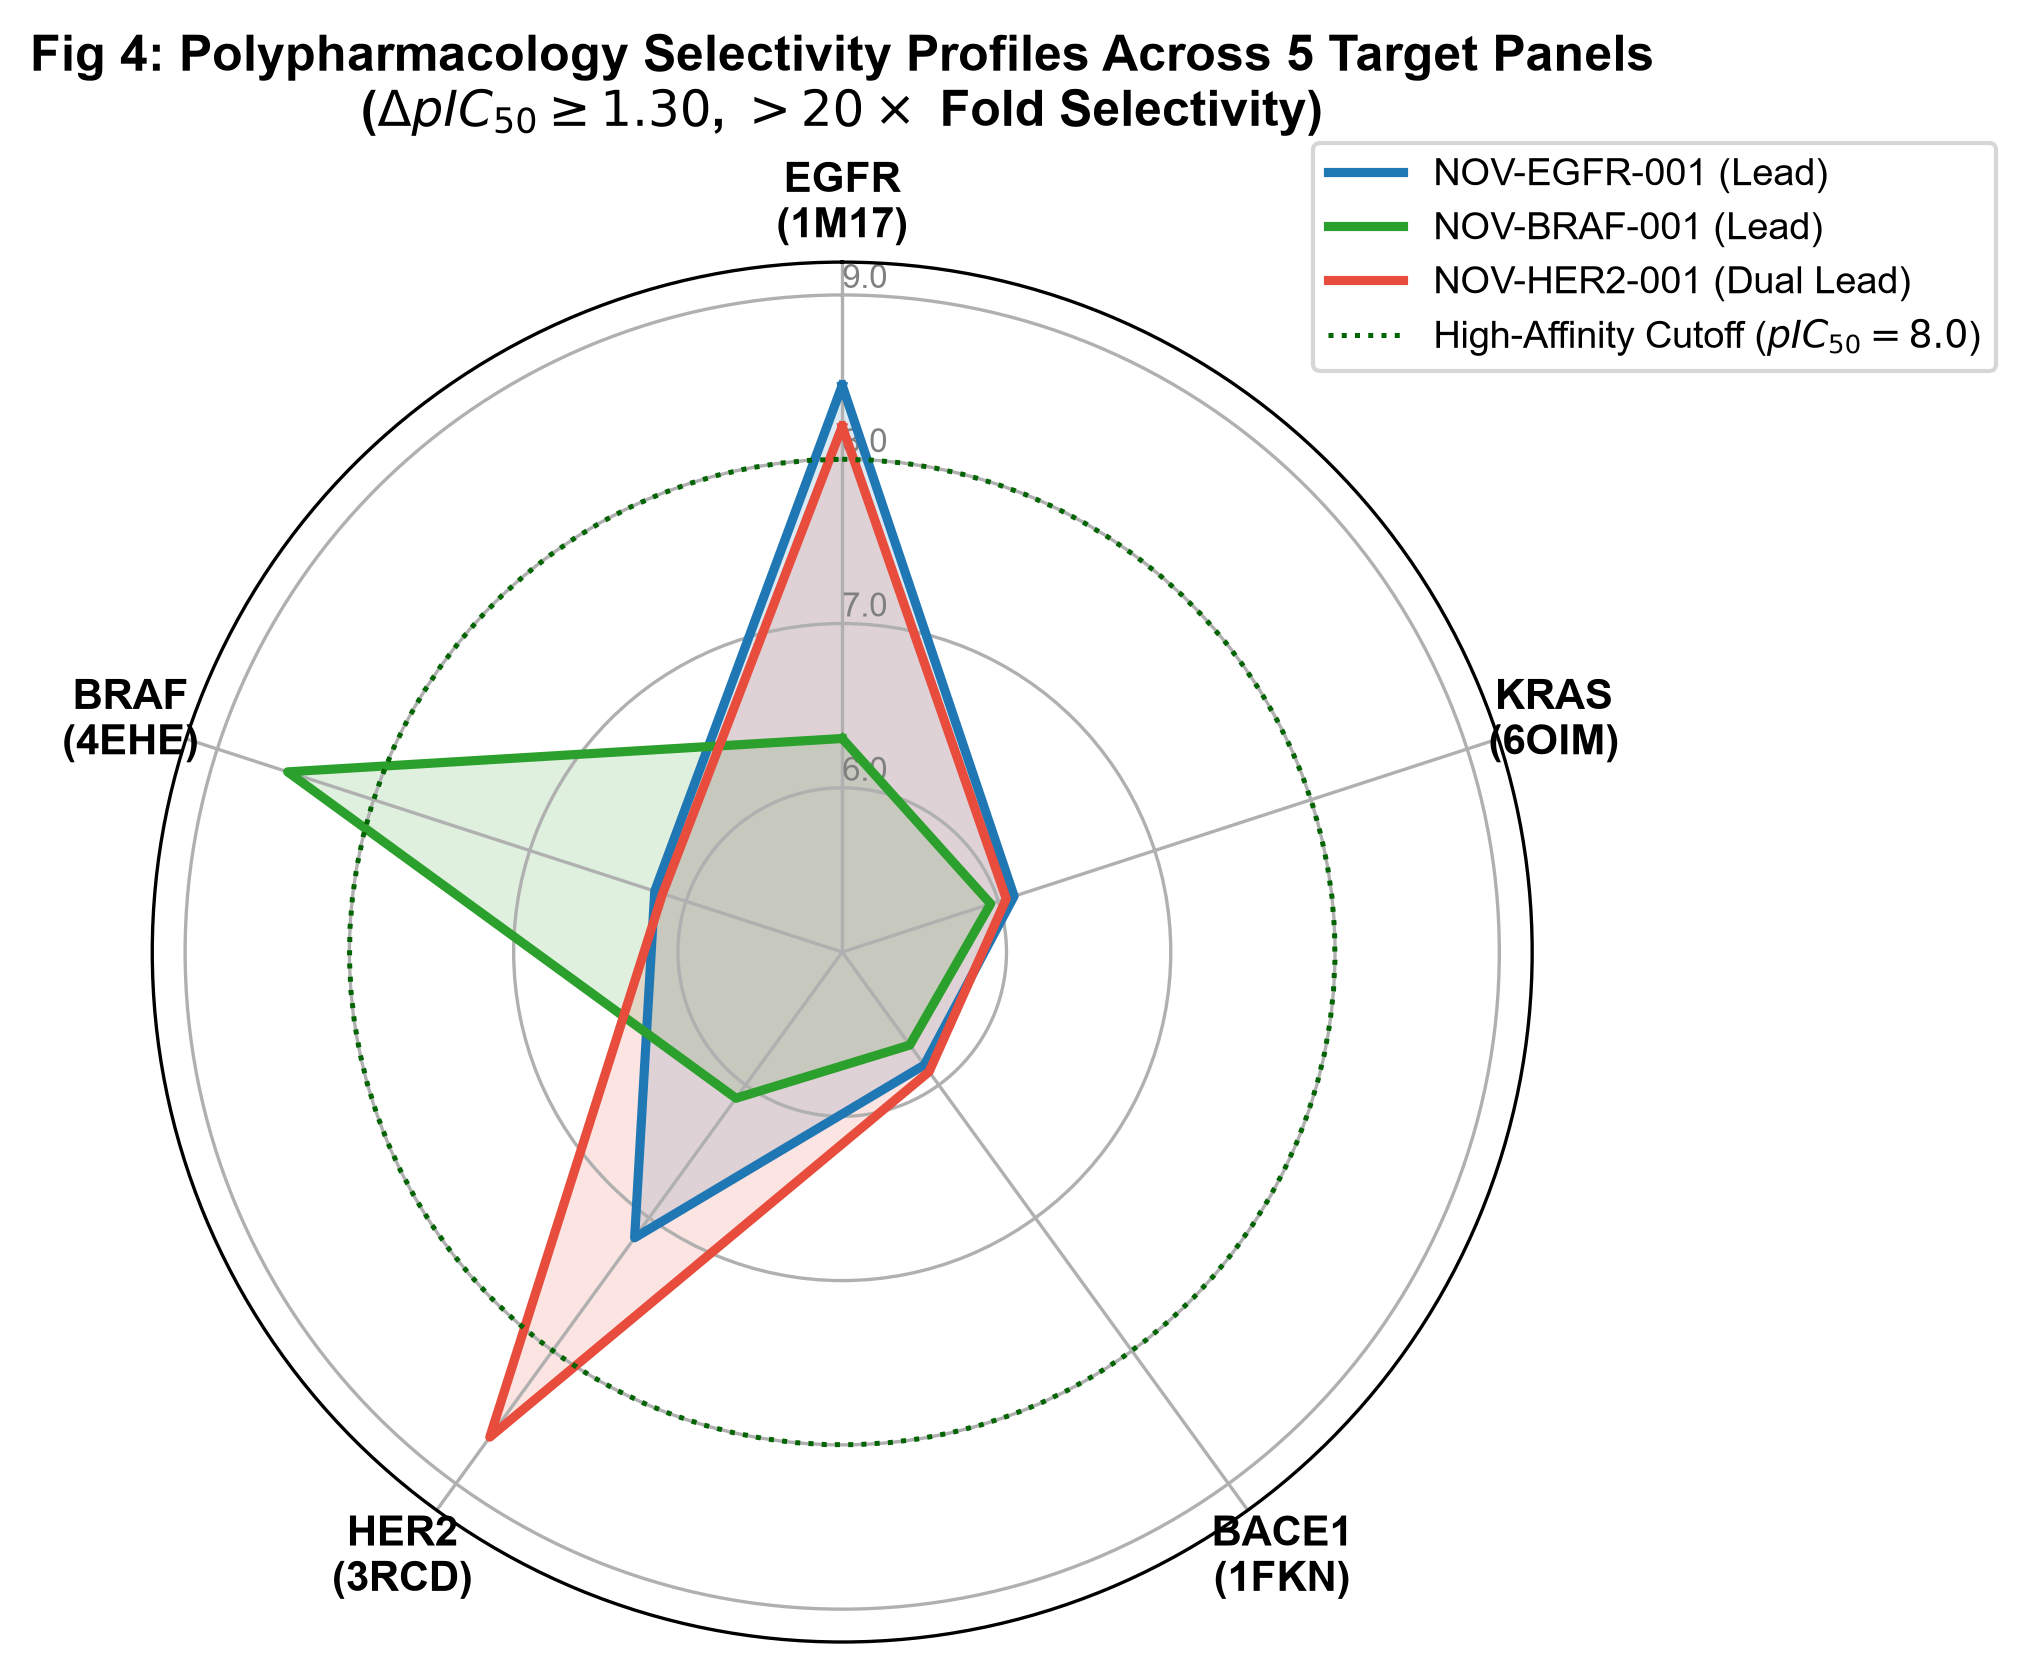 Fig 4: Polypharmacology Selectivity Profiles Across 5 Target Panels
(ΔpIC₅₀ ≥ 1.30, > 20 × Fold Selectivity)
NOV-EGFR-001 (Lead)
NOV-BRAF-001 (Lead)
NOV-HER2-001 (Dual Lead)
High-Affinity Cutoff (pIC₅₀ = 8.0)
EGFR
(1M17)
9.0
8.0
7.0
6.0
BRAF
(4EHE)
KRAS
(6OIM)
HER2
(3RCD)
BACE1
(1FKN)